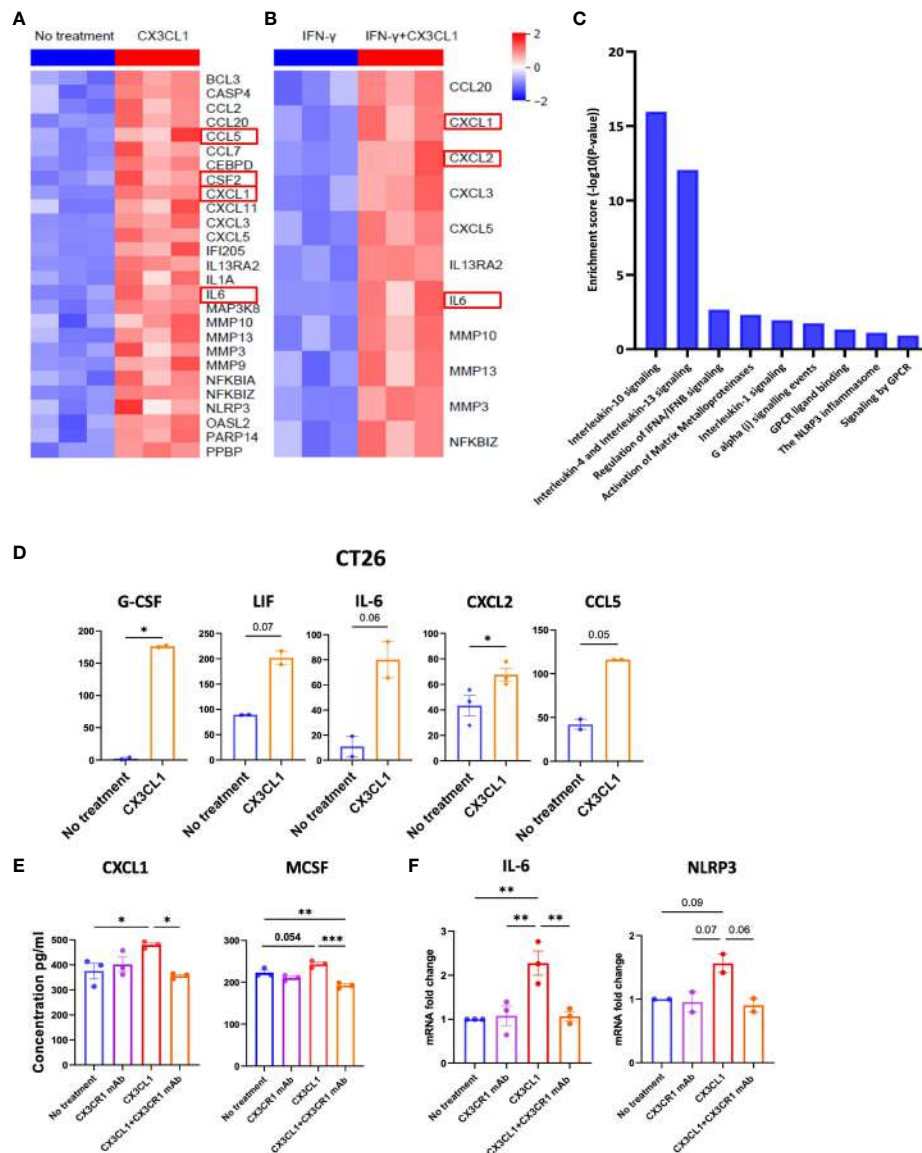 A
No treatment CX3CL1
BCL3
CASP4
CCL2
CCL20
CCL5
CCL7
CEBPD
CSF2
CXCL1
CXCL11
CXCL3
CXCL5
IFI205
IL13RA2
IL1A
IL6
MAP3K8
MMP10
MMP13
MMP3
MMP9
NFKBIA
NFKBIZ
NLRP3
OASL2
PARP14
PPBP
B
IFN-γ IFN-γ+CX3CL1
2
0
−2
CCL20
CXCL1
CXCL2
CXCL3
CXCL5
IL13RA2
IL6
MMP10
MMP13
MMP3
NFKBIZ
C
Enrichment score (-log10(P-value))
20
15
10
5
0
Interleukin-10 signaling
Interleukin-4 and Interleukin-13 signaling
Regulation of IFNA/IFNB signaling
Activation of Matrix Metalloproteinases
Interleukin-1 signaling
G alpha (i) signalling events
GPCR ligand binding
The NLRP3 inflammasome
Signaling by GPCR
D
CT26
G-CSF
200
150
100
50
0
*
No treatment
CX3CL1
LIF
250
200
150
100
50
0
0.07
No treatment
CX3CL1
IL-6
100
80
60
40
20
0
0.06
No treatment
CX3CL1
CXCL2
100
80
60
40
20
0
*
No treatment
CX3CL1
CCL5
150
100
50
0
0.05
No treatment
CX3CL1
E
CXCL1
Concentration pg/ml
500
400
300
200
100
0
* *
No treatment
CX3CR1 mAb
CX3CL1
CX3CL1+CX3CR1 mAb
MCSF
300
200
100
0
**
0.054 ***
No treatment
CX3CR1 mAb
CX3CL1
CX3CL1+CX3CR1 mAb
F
IL-6
mRNA fold change
4
3
2
1
0
**
** **
No treatment
CX3CR1 mAb
CX3CL1
CX3CL1+CX3CR1 mAb
NLRP3
mRNA fold change
2
1
0
0.09
0.07 0.06
No treatment
CX3CR1 mAb
CX3CL1
CX3CL1+CX3CR1 mAb